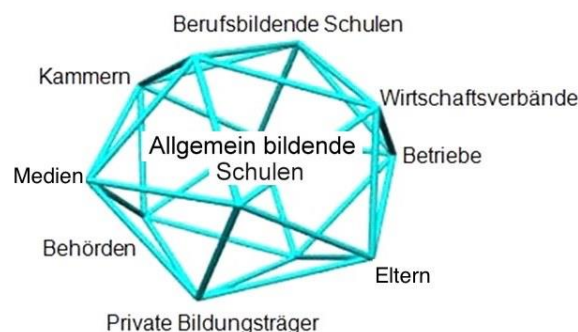 Berufsbildende Schulen
Kammern
Wirtschaftsverbände
Allgemein bildende
Schulen
Betriebe
Medien
Behörden
Eltern
Private Bildungsträger